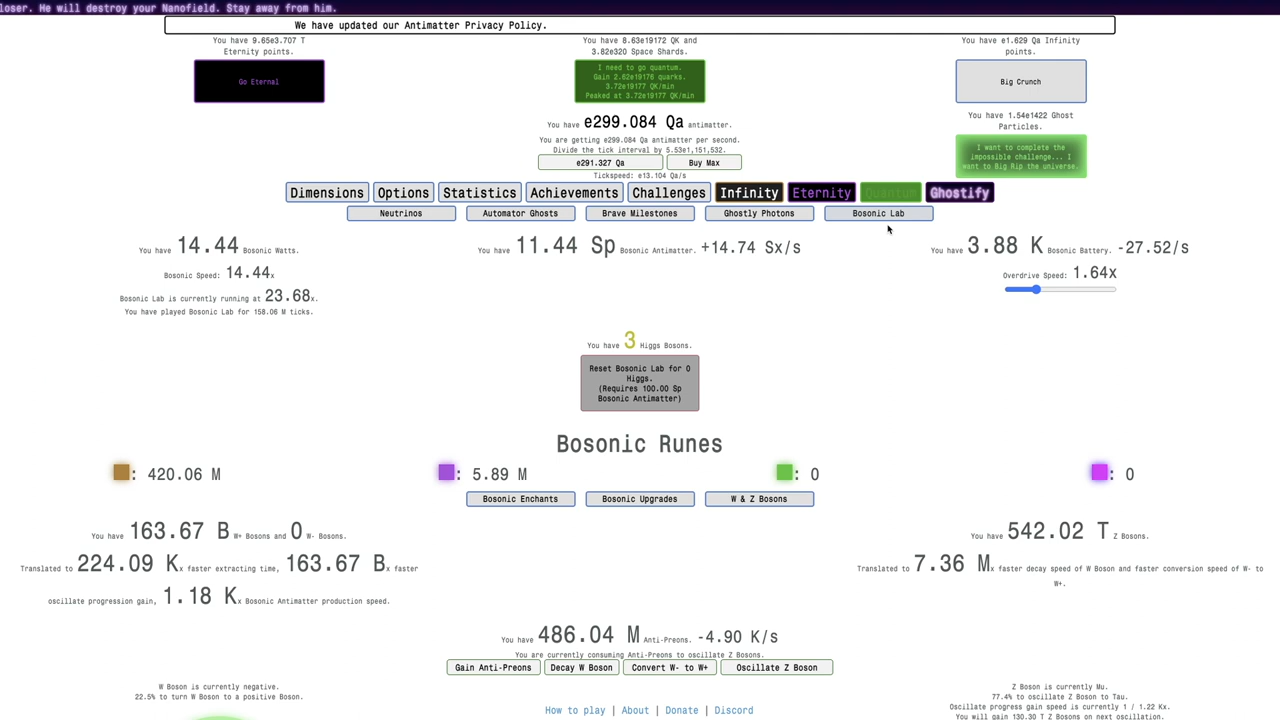 loser. He will destroy your Nanofield. Stay away from him.
We have updated our Antimatter Privacy Policy.
You have 9.65e3.707 T
Eternity points.
Go Eternal
You have 8.63e19172 QK and
3.82e320 Space Shards.
I need to go quantum.
Gain 2.62e19176 quarks.
3.72e19177 QK/min
Peaked at 3.72e19177 QK/min
You have e1.629 Qa Infinity
points.
Big Crunch
You have e299.084 Qa antimatter.
You are getting e299.084 Qa antimatter per second.
Divide the tick interval by 5.53e1,151,532.
e291.327 Qa
Buy Max
Tickspeed: e13.104 Qa/s
You have 1.54e1422 Ghost
Particles.
I want to complete the
impossible challenge... I
want to Big Rip the universe.
Dimensions
Options
Statistics
Achievements
Challenges
Infinity
Eternity
Quantum
Ghostify
Neutrinos
Automator Ghosts
Brave Milestones
Ghostly Photons
Bosonic Lab
You have 14.44 Bosonic Watts.
Bosonic Speed: 14.44x
Bosonic Lab is currently running at 23.68x.
You have played Bosonic Lab for 158.06 M ticks.
You have 11.44 Sp Bosonic Antimatter. +14.74 Sx/s
You have 3.88 K Bosonic Battery. -27.52/s
Overdrive Speed: 1.64x
You have 3 Higgs Bosons.
Reset Bosonic Lab for 0
Higgs.
(Requires 100.00 Sp
Bosonic Antimatter)
Bosonic Runes
: 420.06 M
: 5.89 M
: 0
: 0
Bosonic Enchants
Bosonic Upgrades
W & Z Bosons
You have 163.67 B W+ Bosons and 0 W- Bosons.
Translated to 224.09 Kx faster extracting time, 163.67 Bx faster
oscillate progression gain, 1.18 Kx Bosonic Antimatter production speed.
You have 542.02 T Z Bosons.
Translated to 7.36 Mx faster decay speed of W Boson and faster conversion speed of W- to
W+.
You have 486.04 M Anti-Preons. -4.90 K/s
You are currently consuming Anti-Preons to oscillate Z Bosons.
Gain Anti-Preons
Decay W Boson
Convert W- to W+
Oscillate Z Boson
W Boson is currently negative.
22.5% to turn W Boson to a positive Boson.
Z Boson is currently Mu.
77.4% to oscillate Z Boson to Tau.
Oscillate progress gain speed is currently 1 / 1.22 Kx.
You will gain 130.30 T Z Bosons on next oscillation.
How to play | About | Donate | Discord